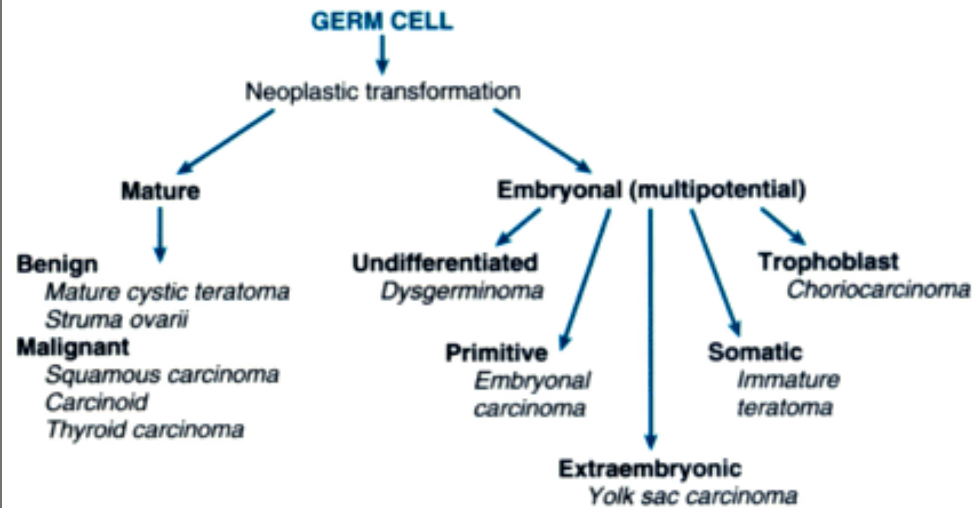 GERM CELL
Neoplastic transformation
Mature
Embryonal (multipotential)
Benign
Mature cystic teratoma
Struma ovarii
Malignant
Squamous carcinoma
Carcinoid
Thyroid carcinoma
Undifferentiated
Dysgerminoma
Primitive
Embryonal
carcinoma
Extraembryonic
Yolk sac carcinoma
Somatic
Immature
teratoma
Trophoblast
Choriocarcinoma